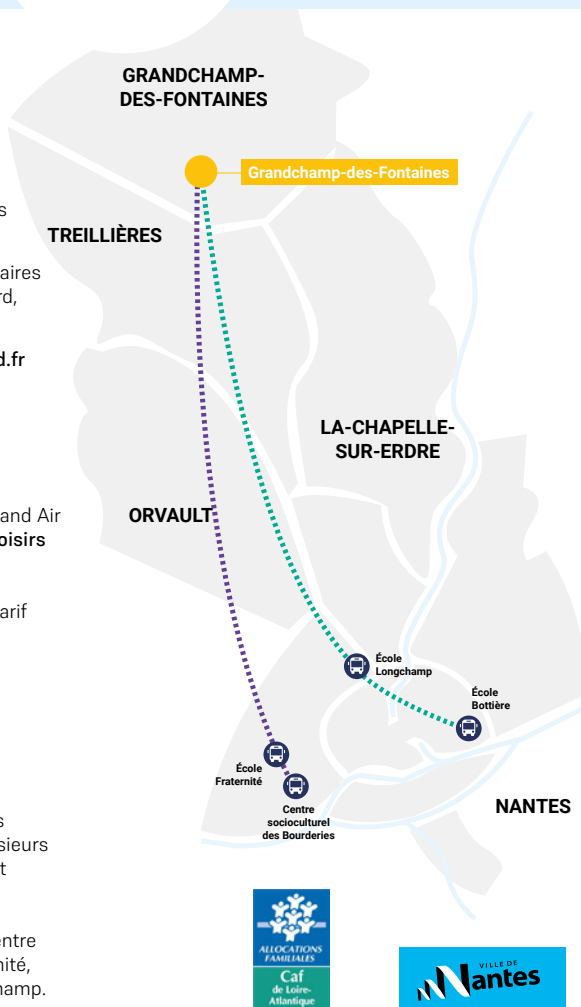 GRANDCHAMP-
DES-FONTAINES
Grandchamp-des-Fontaines
s
TREILLIÈRES
aires
rd,
d.fr
LA-CHAPELLE-
SUR-ERDRE
and Air
ORVAULT
oisirs
arif
École
Longchamp
École
Bottière
École
Fraternité
Centre
socioculturel
des Bourderies
NANTES
s
sieurs
t
entre
nité,
champ.
ALLOCATIONS
FAMILIALES
Caf
de Loire-
Atlantique
VILLE DE
Nantes